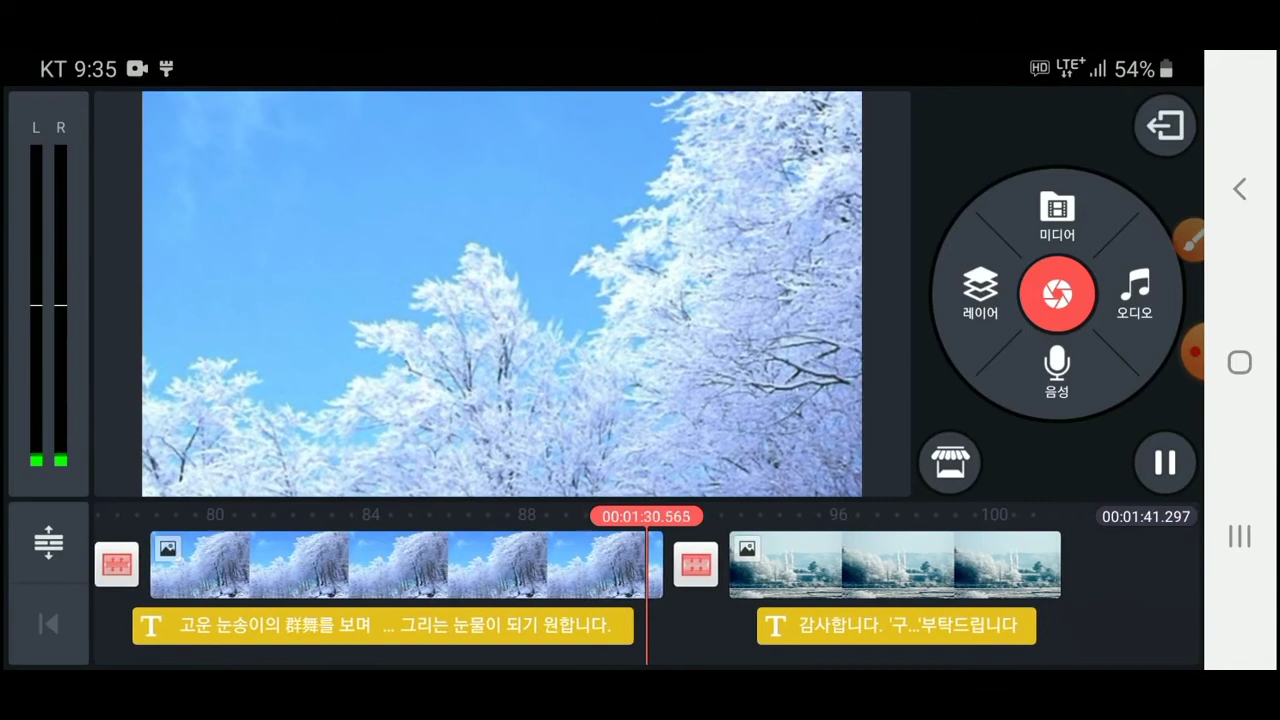 KT 9:35
HD LTE+ 54%
L R
미디어
레이어
오디오
음성
80 84 88 00:01:30.565 96 100 00:01:41.297
T 고운 눈송이의 群舞를 보며 ... 그리는 눈물이 되기 원합니다.
T 감사합니다. '구...'부탁드립니다